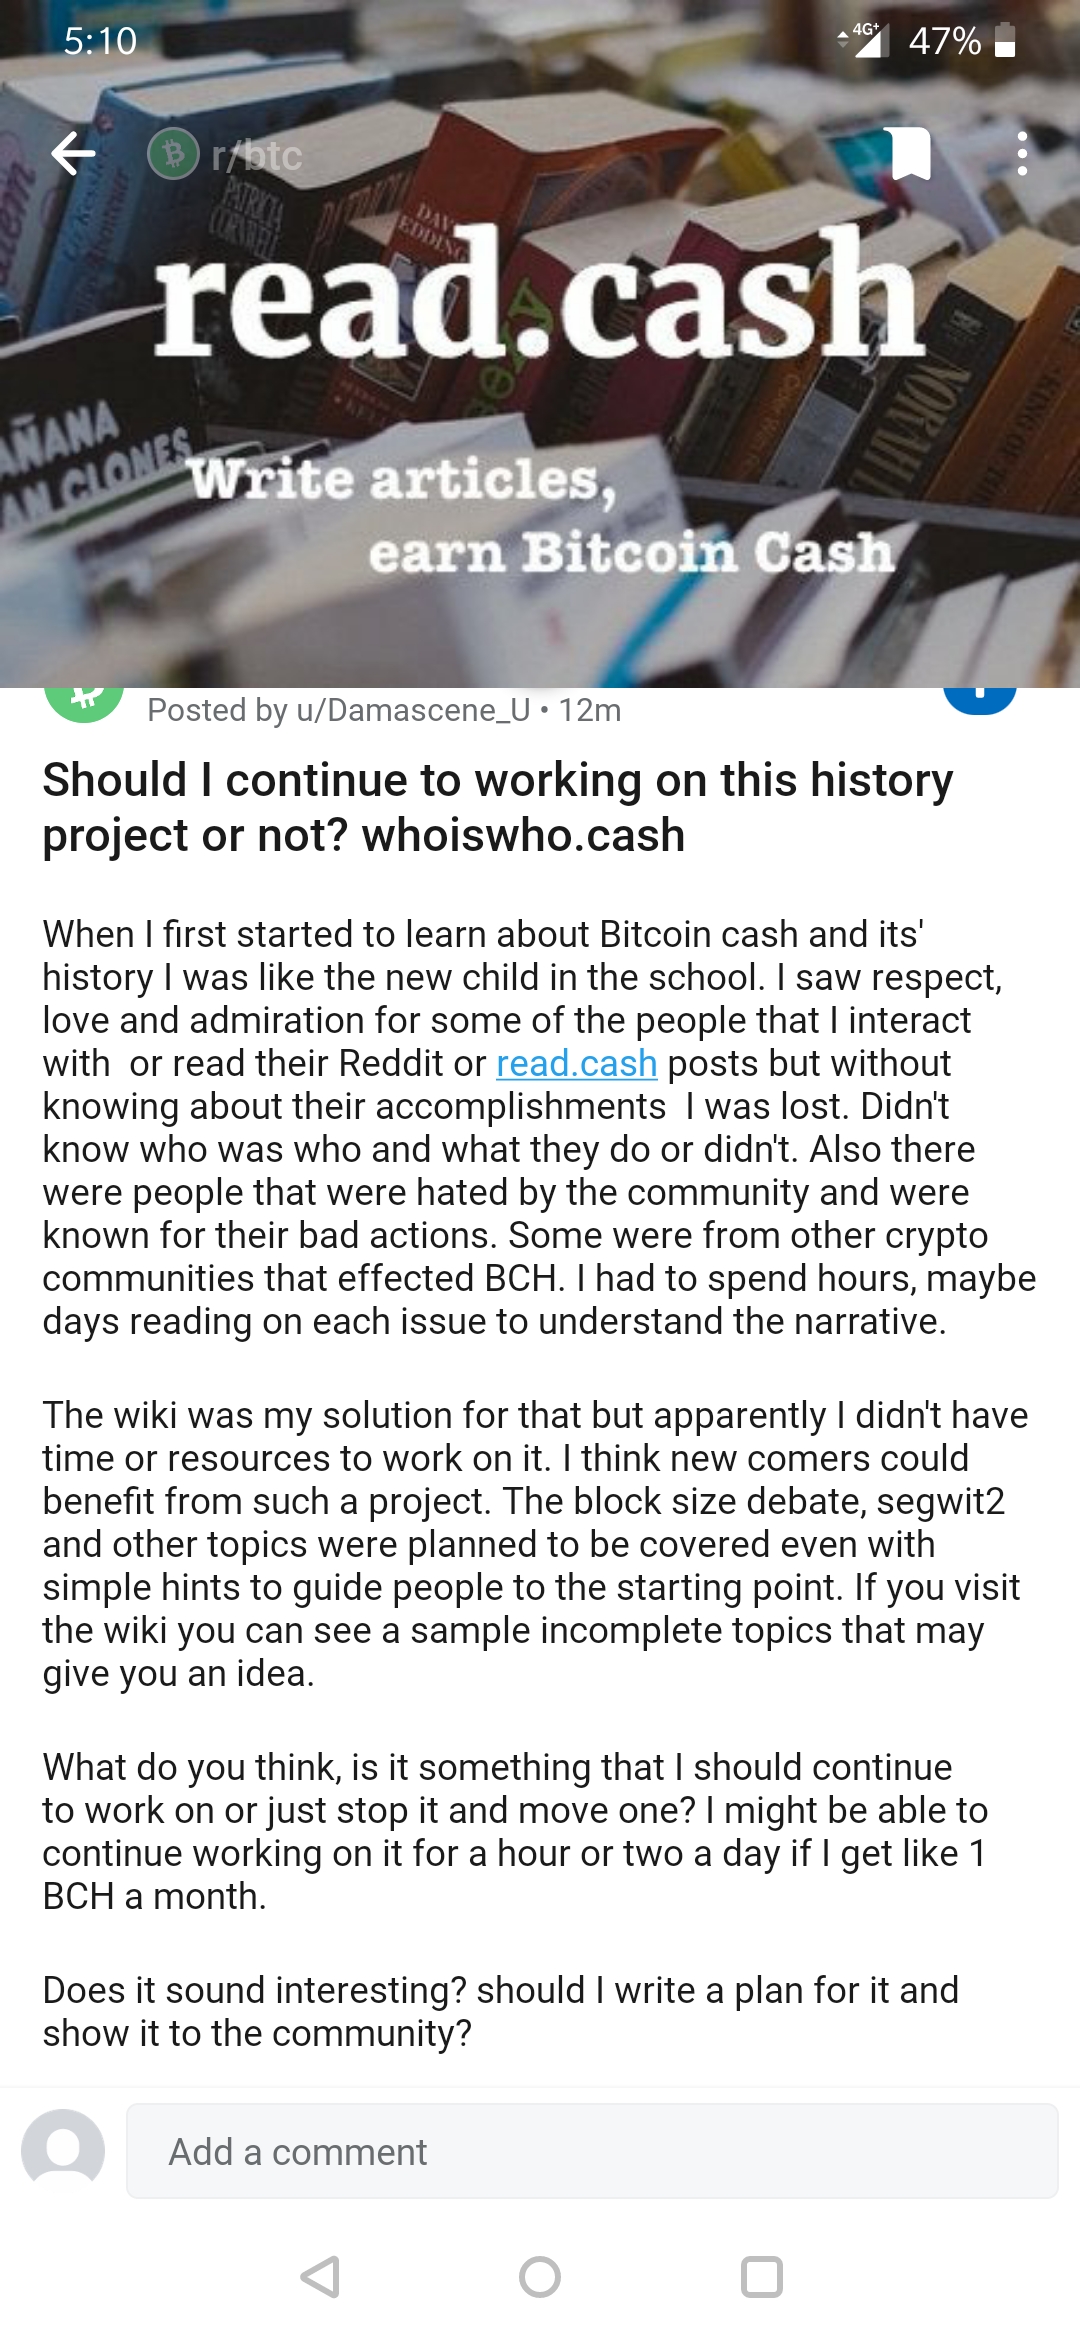 5:10
4G+
47%
r/btc
PATRICIA
CORNWELL
read.cash
AÑANA
AN CLONES
Write articles,
earn Bitcoin Cash
Posted by u/Damascene_U • 12m
Should I continue to working on this history
project or not? whoiswho.cash
When I first started to learn about Bitcoin cash and its'
history I was like the new child in the school. I saw respect,
love and admiration for some of the people that I interact
with  or read their Reddit or read.cash posts but without
knowing about their accomplishments  I was lost. Didn't
know who was who and what they do or didn't. Also there
were people that were hated by the community and were
known for their bad actions. Some were from other crypto
communities that effected BCH. I had to spend hours, maybe
days reading on each issue to understand the narrative.
The wiki was my solution for that but apparently I didn't have
time or resources to work on it. I think new comers could
benefit from such a project. The block size debate, segwit2
and other topics were planned to be covered even with
simple hints to guide people to the starting point. If you visit
the wiki you can see a sample incomplete topics that may
give you an idea.
What do you think, is it something that I should continue
to work on or just stop it and move one? I might be able to
continue working on it for a hour or two a day if I get like 1
BCH a month.
Does it sound interesting? should I write a plan for it and
show it to the community?
Add a comment